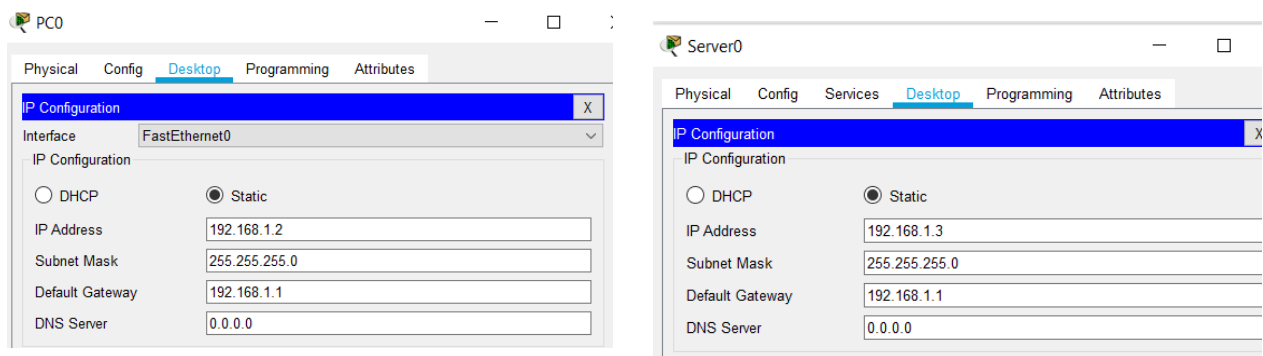 PC0
Physical Config Desktop Programming Attributes
IP Configuration X
Interface FastEthernet0
IP Configuration
DHCP Static
IP Address 192.168.1.2
Subnet Mask 255.255.255.0
Default Gateway 192.168.1.1
DNS Server 0.0.0.0
Server0
Physical Config Services Desktop Programming Attributes
IP Configuration X
IP Configuration
DHCP Static
IP Address 192.168.1.3
Subnet Mask 255.255.255.0
Default Gateway 192.168.1.1
DNS Server 0.0.0.0